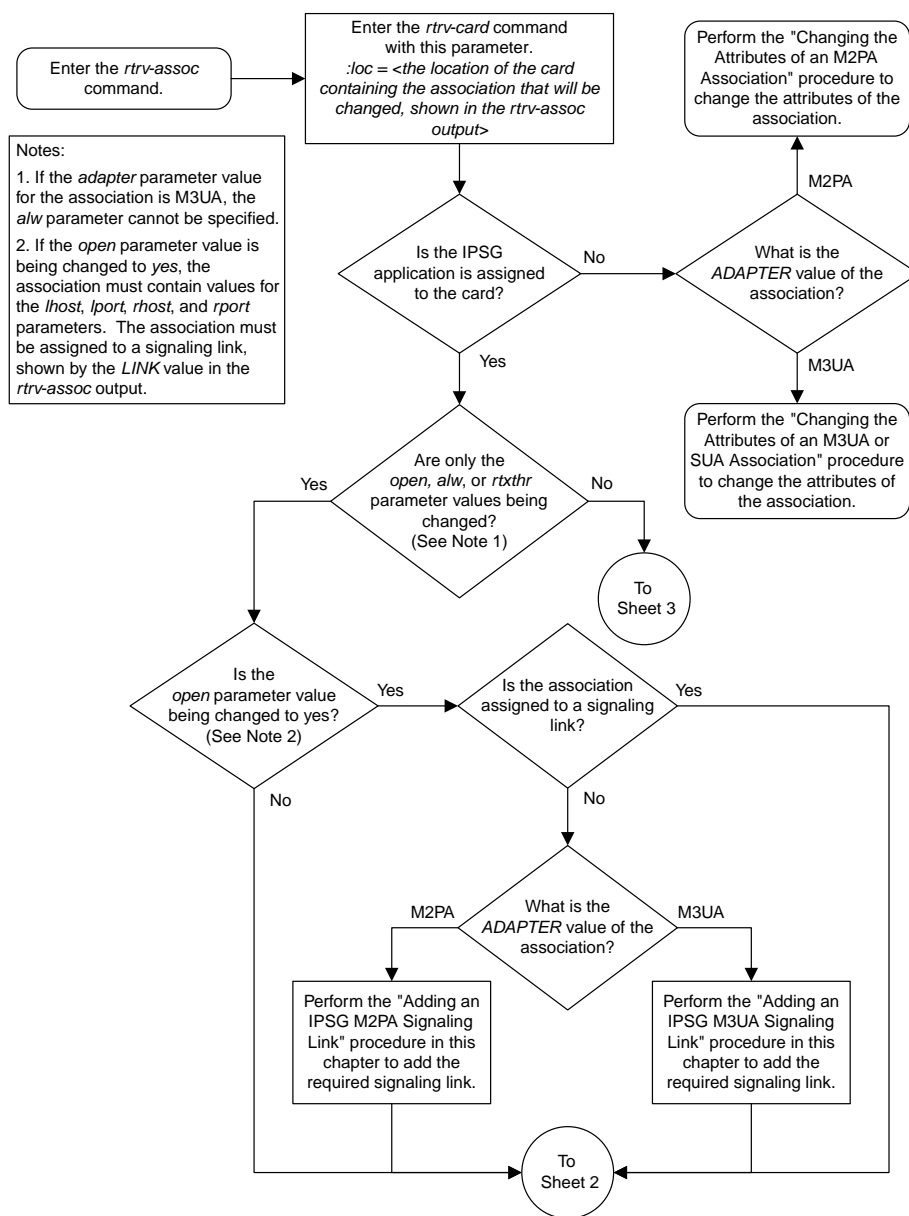 Enter the rtrv-assoc
command.
Enter the rtrv-card command
with this parameter.
:loc = <the location of the card
containing the association that will be
changed, shown in the rtrv-assoc
output>
Perform the "Changing the
Attributes of an M2PA
Association" procedure to
change the attributes of the
association.
Notes:
1. If the adapter parameter value
for the association is M3UA, the
alw parameter cannot be specified.
2. If the open parameter value is
being changed to yes, the
association must contain values for
the lhost, lport, rhost, and rport
parameters. The association must
be assigned to a signaling link,
shown by the LINK value in the
rtrv-assoc output.
M2PA
Is the IPSG
application is assigned
to the card?
No
What is the
ADAPTER value of the
association?
Yes
M3UA
Perform the "Changing the
Attributes of an M3UA or
SUA Association" procedure
to change the attributes of
the association.
Are only the
open, alw, or rtxthr
parameter values being
changed?
(See Note 1)
Yes
No
To
Sheet 3
Is the
open parameter value
being changed to yes?
(See Note 2)
Yes
Is the association
assigned to a signaling
link?
Yes
No
No
What is the
ADAPTER value of the
association?
M2PA
M3UA
Perform the "Adding an
IPSG M2PA Signaling
Link" procedure in this
chapter to add the
required signaling link.
Perform the "Adding an
IPSG M3UA Signaling
Link" procedure in this
chapter to add the
required signaling link.
To
Sheet 2